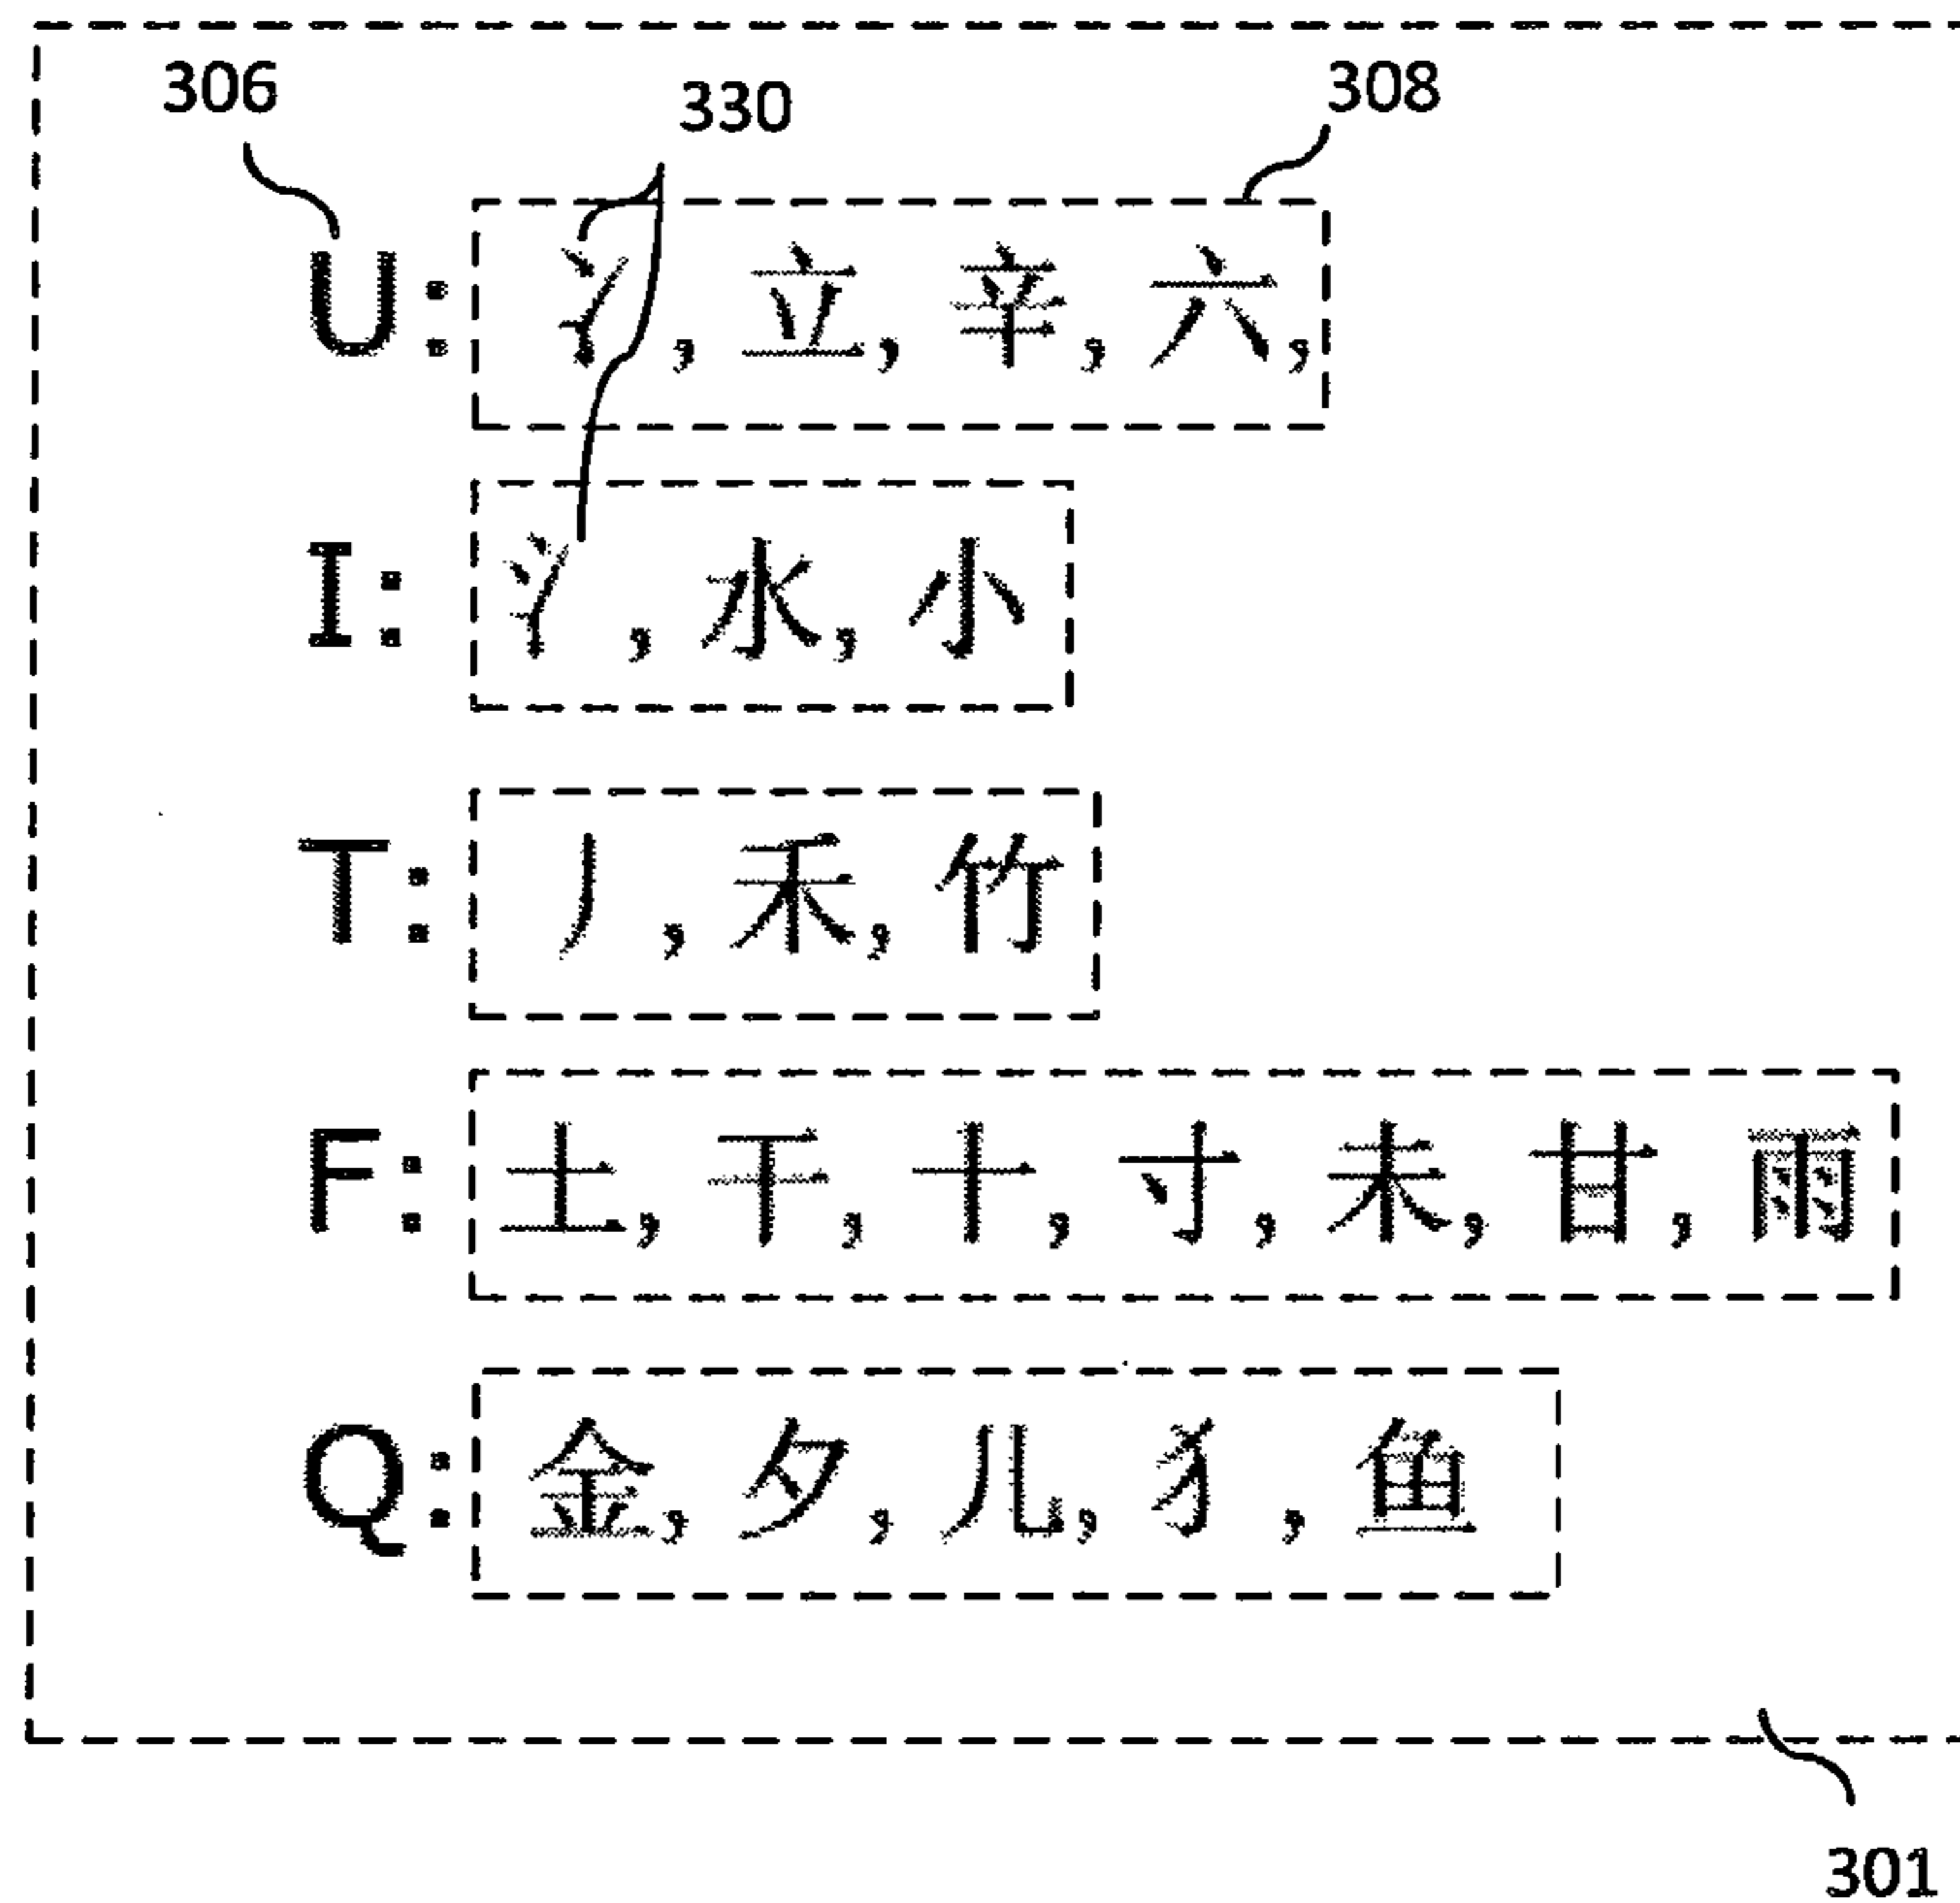 306 330 308
U: 冫, 立, 辛, 六,
I: 氵, 水, 小
T: 丿, 禾, 竹
F: 土, 干, 十, 寸, 未, 甘, 雨
Q: 金, 夕, 儿, 犭, 鱼
301